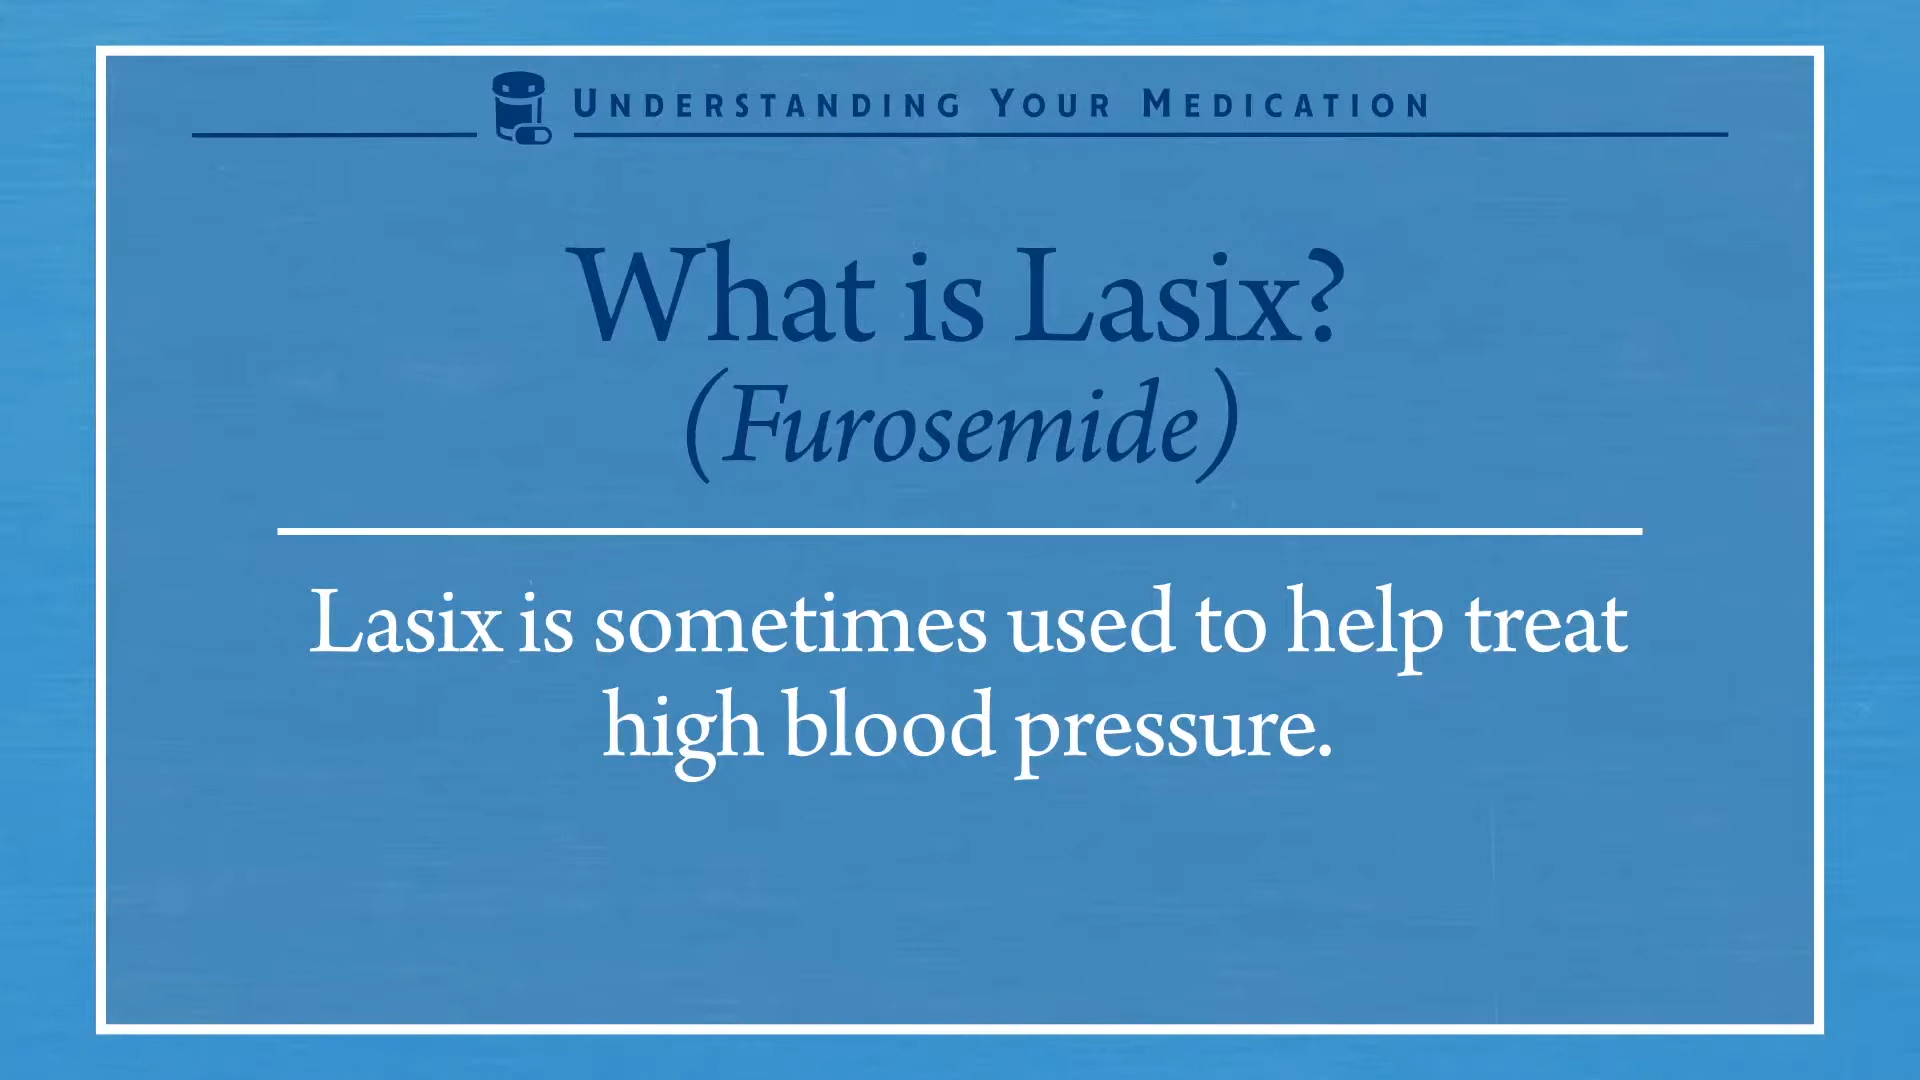 Understanding Your Medication
What is Lasix?
(Furosemide)
Lasix is sometimes used to help treat
high blood pressure.